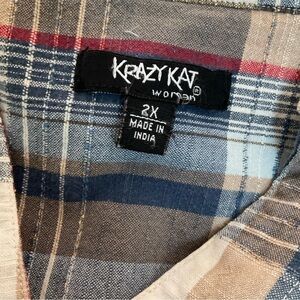 KRAZY KAT
woman®
2X
MADE IN
INDIA